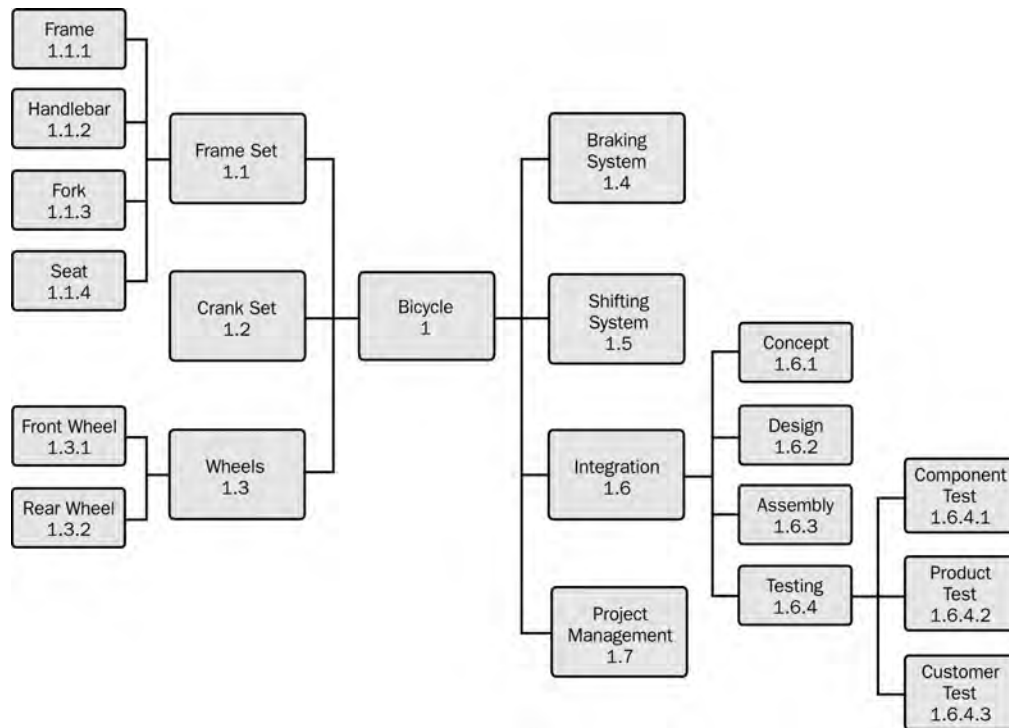 Frame
1.1.1
Handlebar
1.1.2
Fork
1.1.3
Seat
1.1.4
Frame Set
1.1
Crank Set
1.2
Front Wheel
1.3.1
Rear Wheel
1.3.2
Wheels
1.3
Bicycle
1
Braking
System
1.4
Shifting
System
1.5
Integration
1.6
Project
Management
1.7
Concept
1.6.1
Design
1.6.2
Assembly
1.6.3
Testing
1.6.4
Component
Test
1.6.4.1
Product
Test
1.6.4.2
Customer
Test
1.6.4.3